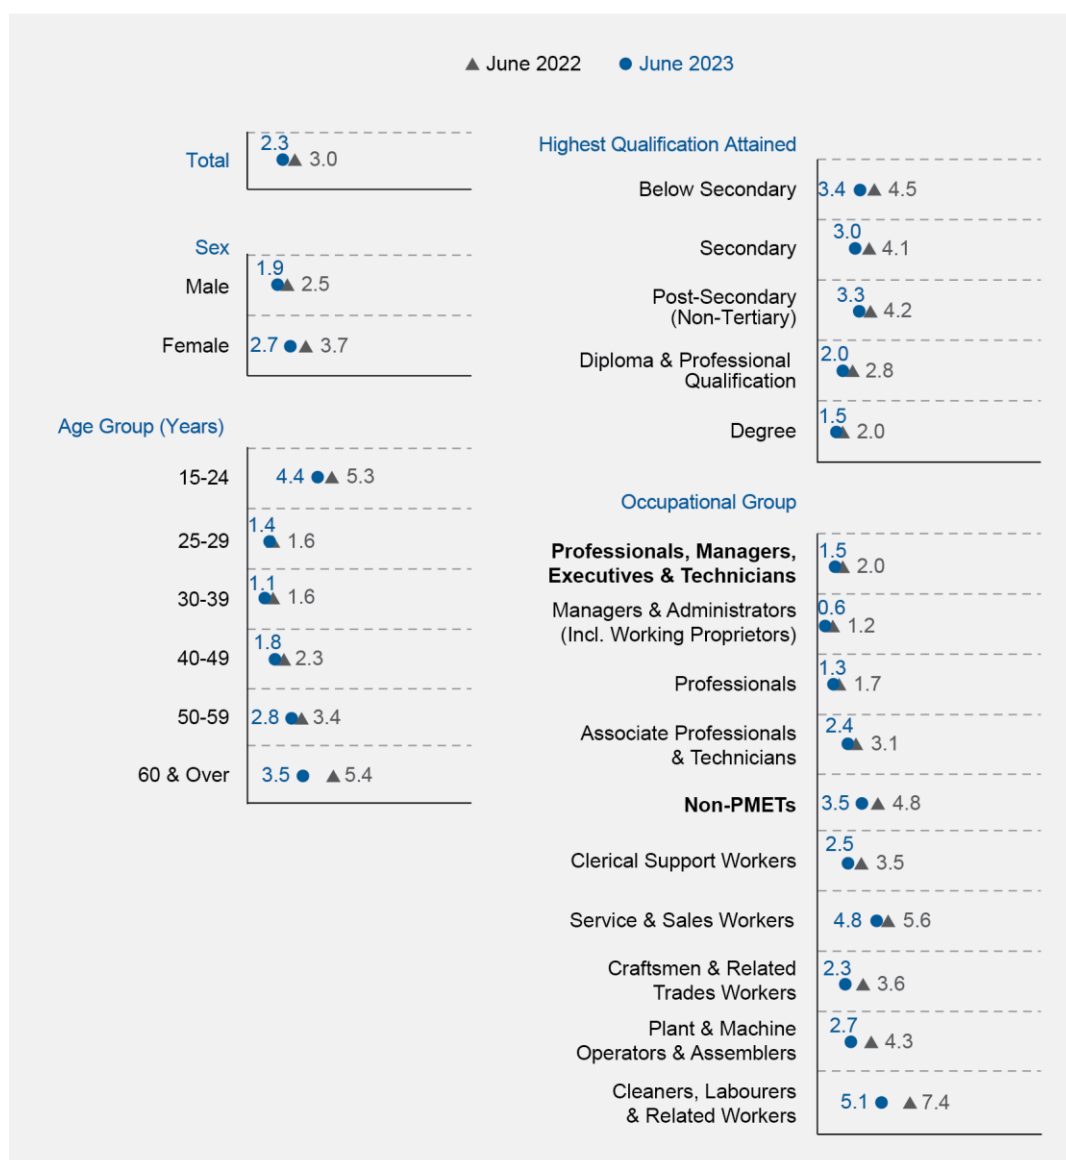 June 2022 June 2023
Total 2.3 3.0
Sex
Male 1.9 2.5
Female 2.7 3.7
Age Group (Years)
15-24 4.4 5.3
25-29 1.4 1.6
30-39 1.1 1.6
40-49 1.8 2.3
50-59 2.8 3.4
60 & Over 3.5 5.4
Highest Qualification Attained
Below Secondary 3.4 4.5
Secondary 3.0 4.1
Post-Secondary
(Non-Tertiary) 3.3 4.2
Diploma & Professional
Qualification 2.0 2.8
Degree 1.5 2.0
Occupational Group
Professionals, Managers,
Executives & Technicians 1.5 2.0
Managers & Administrators
(Incl. Working Proprietors) 0.6 1.2
Professionals 1.3 1.7
Associate Professionals
& Technicians 2.4 3.1
Non-PMETs 3.5 4.8
Clerical Support Workers 2.5 3.5
Service & Sales Workers 4.8 5.6
Craftsmen & Related
Trades Workers 2.3 3.6
Plant & Machine
Operators & Assemblers 2.7 4.3
Cleaners, Labourers
& Related Workers 5.1 7.4